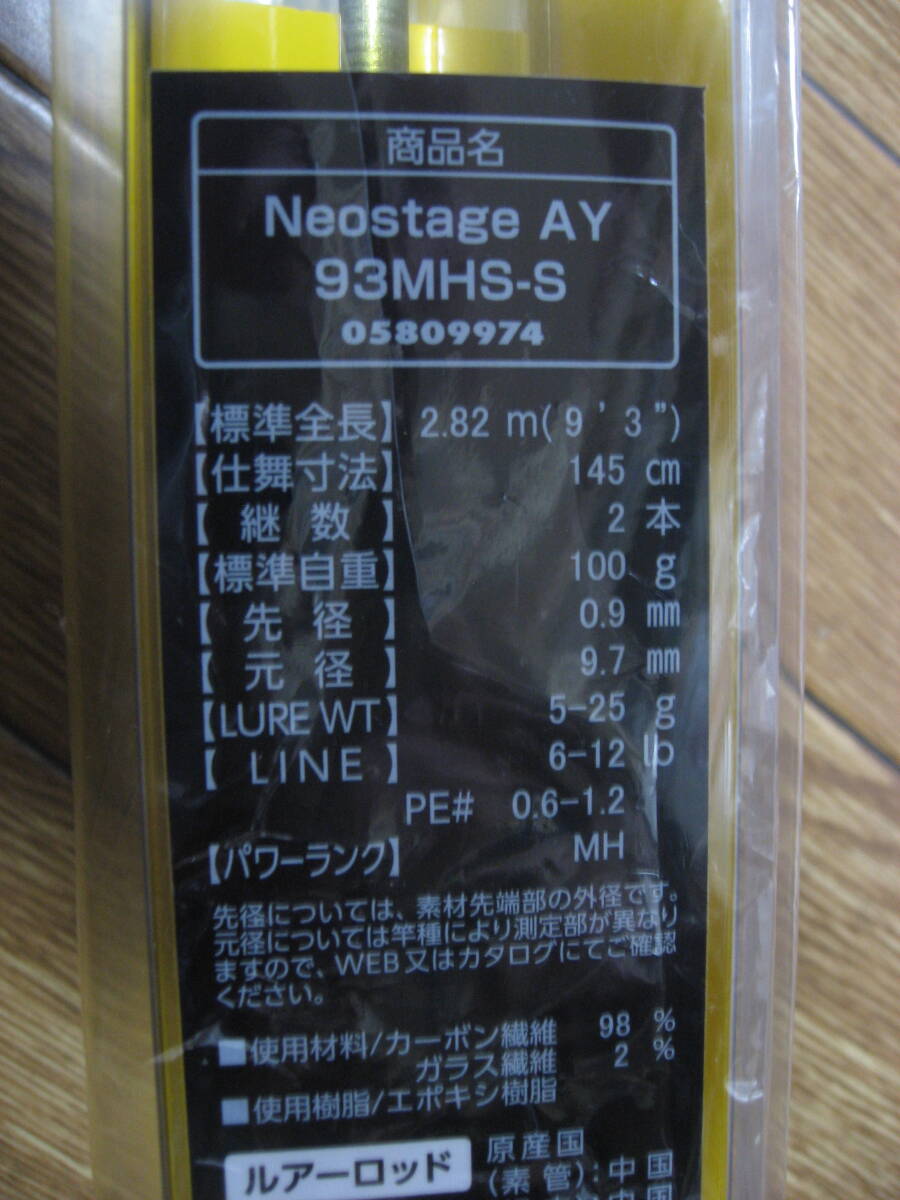 商品名
Neostage AY
93MHS-S
05809974
【標準全長】 2.82 m(9'3")
【仕舞寸法】 145 cm
【継数】 2 本
【標準自重】 100 g
【先径】 0.9 mm
【元径】 9.7 mm
【LURE WT】 5-25 g
【LINE】 6-12 lb
PE# 0.6-1.2
【パワーランク】 MH
先径については、素材先端部の外径です。
元径については竿種により測定部が異なり
ますので、WEB又はカタログにてご確認
ください。
■使用材料/カーボン繊維 98 %
ガラス繊維 2 %
■使用樹脂/エポキシ樹脂
ルアーロッド
原産国
(素管):中国
中国